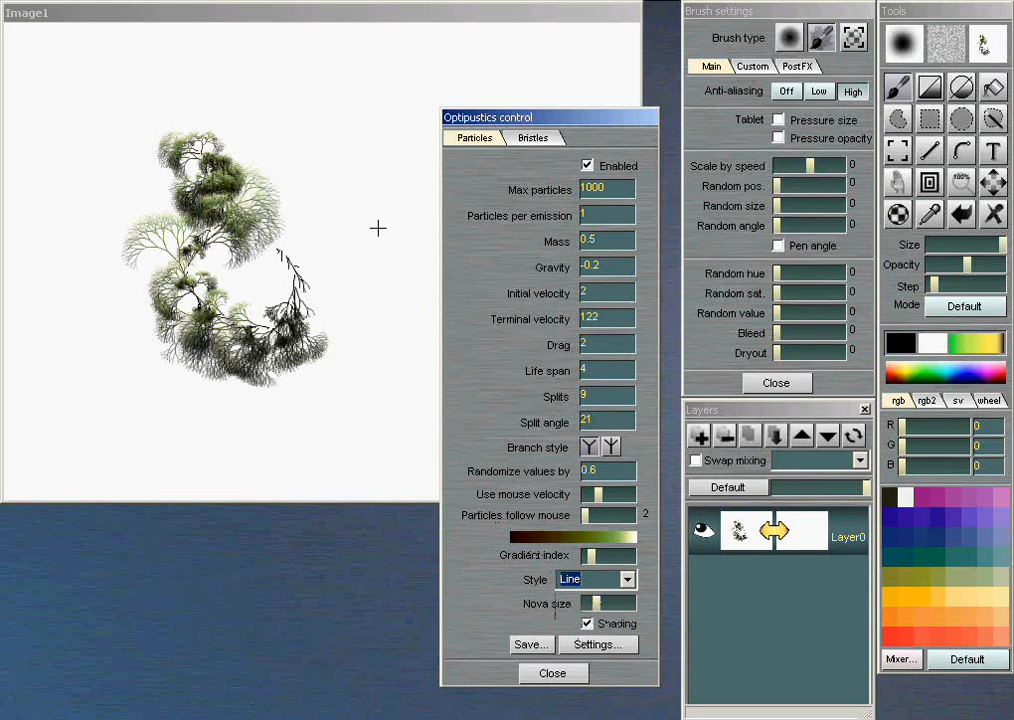 Image1
Optipustics control
Particles
Bristles
Enabled
Max particles 1000
Particles per emission 1
Mass 0.5
Gravity -0.2
Initial velocity 2
Terminal velocity 122
Drag 2
Life span 4
Splits 9
Split angle 21
Branch style
Randomize values by 0.6
Use mouse velocity
Particles follow mouse 2
Gradient index
Style Line
Nova size
Shading
Save...
Settings...
Close
Brush settings
Brush type
Main
Custom
PostFX
Anti-aliasing Off Low High
Tablet Pressure size
Pressure opacity
Scale by speed 0
Random pos. 0
Random size 0
Random angle 0
Pen angle
Random hue 0
Random sat. 0
Random value 0
Bleed 0
Dryout 0
Close
Layers
Swap mixing
Default
Layer0
Tools
T
100%
Size
Opacity
Step
Mode Default
rgb rgb2 sv wheel
R 0
G 0
B 0
Mixer... Default